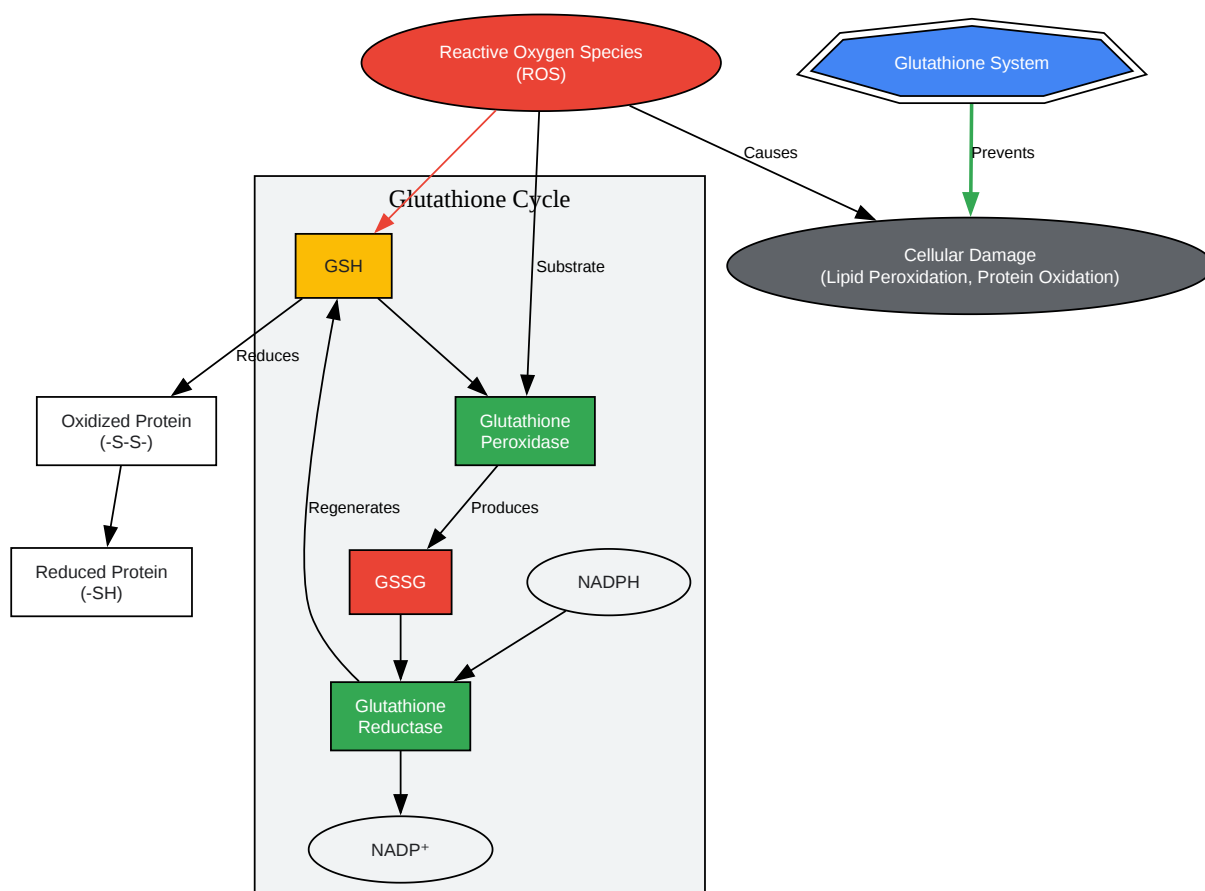 Reactive Oxygen Species
(ROS)
Glutathione System
Causes
Prevents
Glutathione Cycle
GSH
Substrate
Cellular Damage
(Lipid Peroxidation, Protein Oxidation)
Reduces
Oxidized Protein
(-S-S-)
Glutathione
Peroxidase
Regenerates
Produces
Reduced Protein
(-SH)
GSSG
NADPH
Glutathione
Reductase
NADP⁺